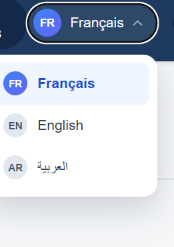 FR Français
FR Français
EN English
AR العربية